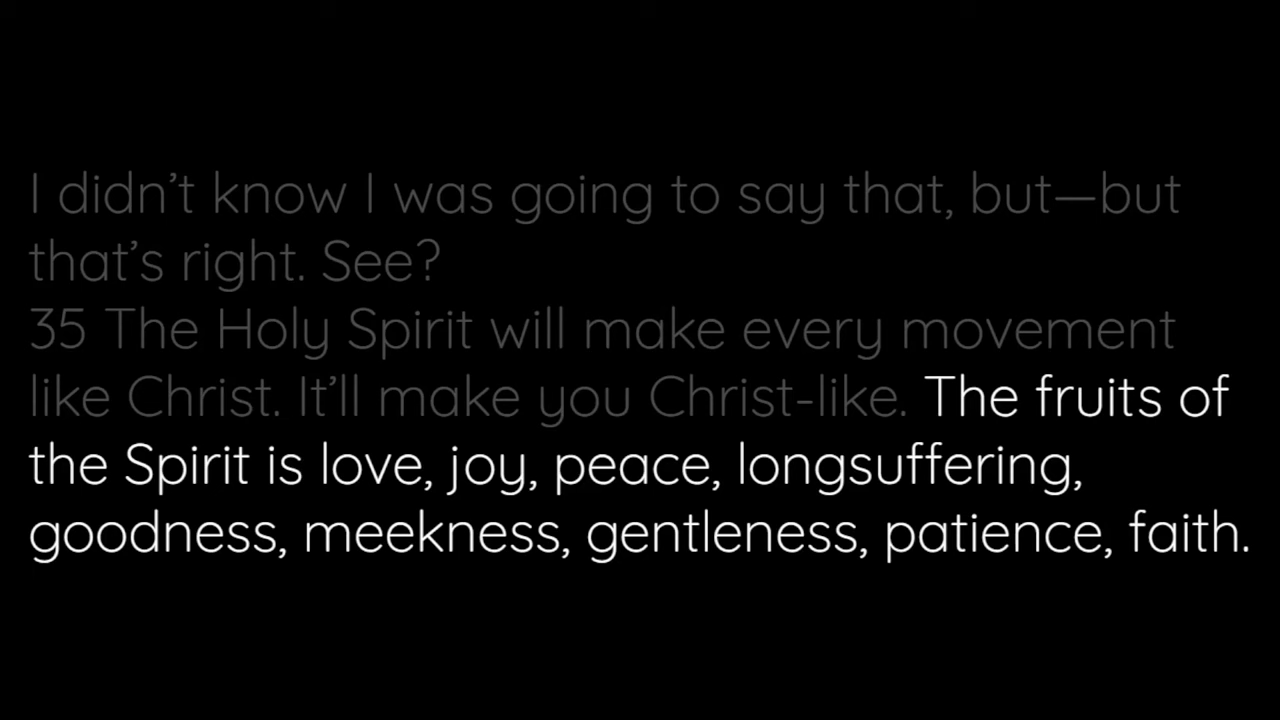 I didn’t know I was going to say that, but—but
that’s right. See?
35 The Holy Spirit will make every movement
like Christ. It’ll make you Christ-like. The fruits of
the Spirit is love, joy, peace, longsuffering,
goodness, meekness, gentleness, patience, faith.